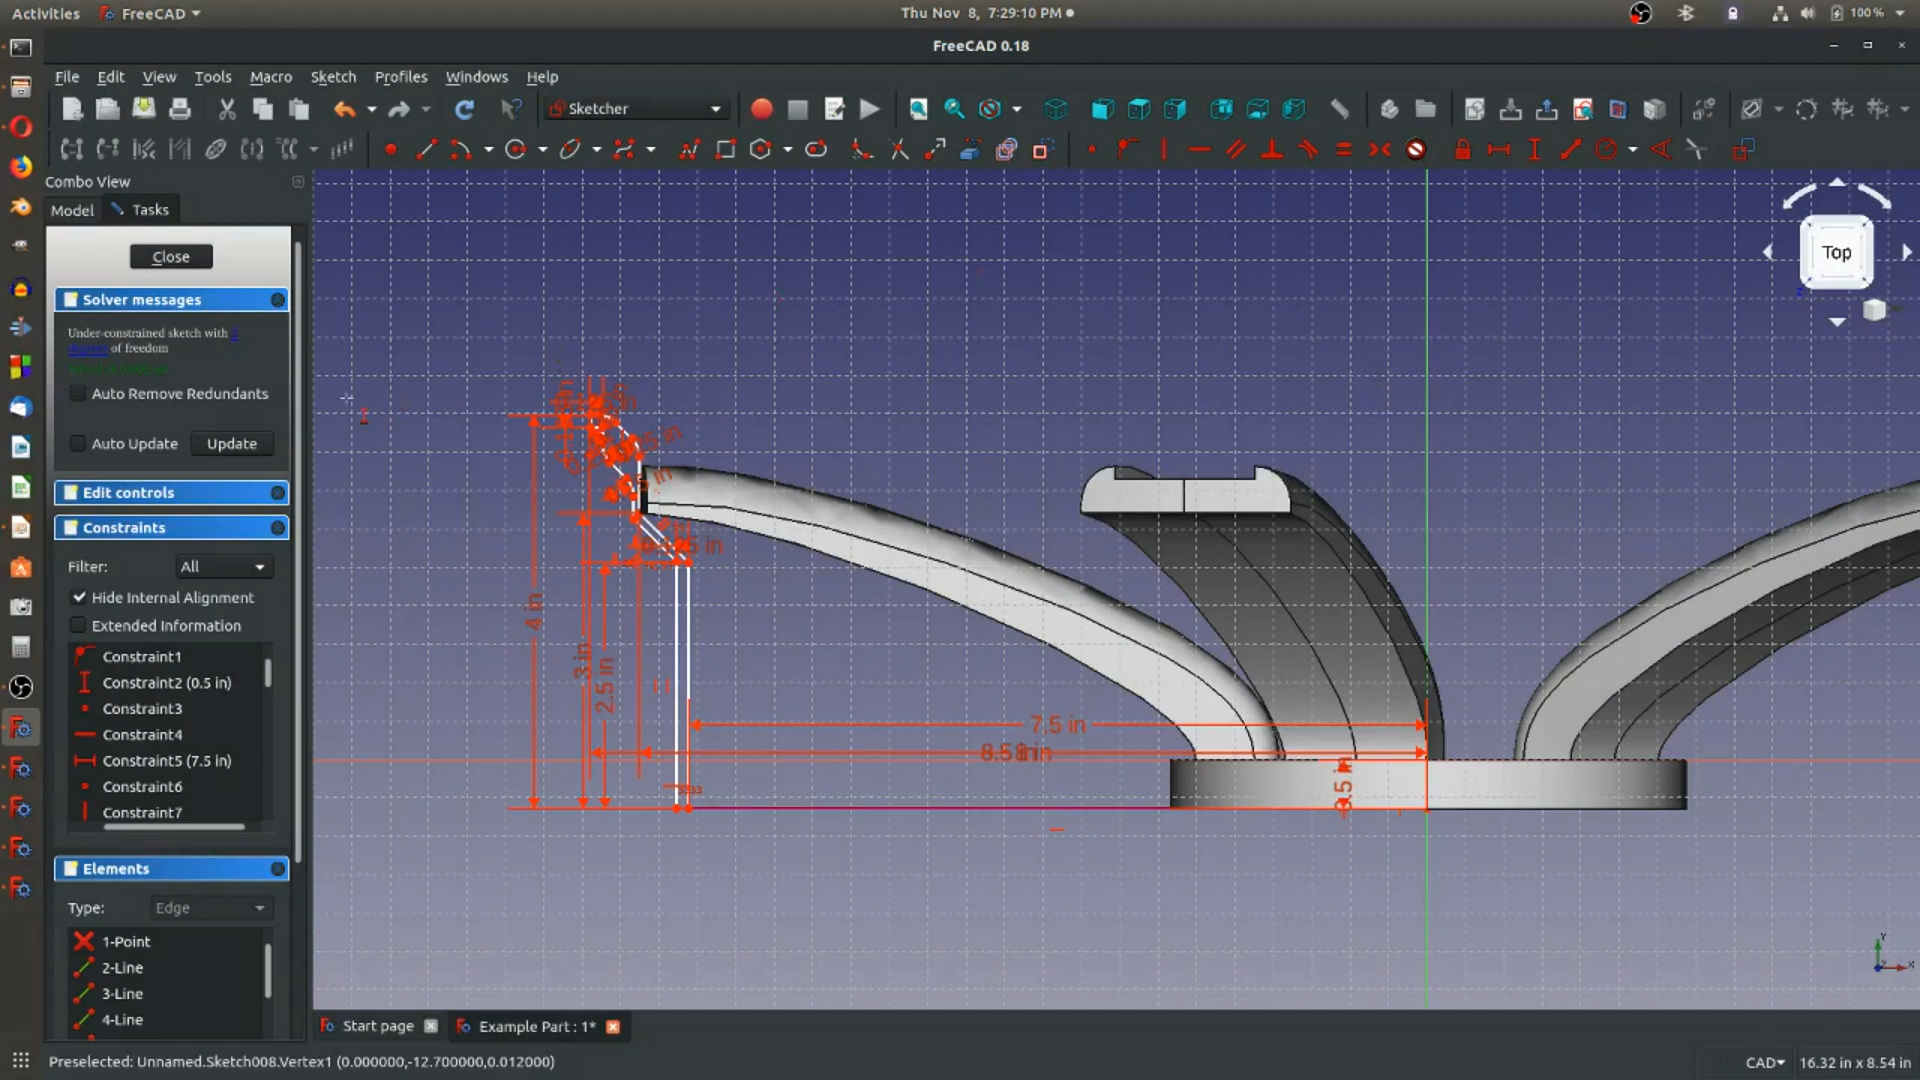 Activities FreeCAD Thu Nov 8, 7:29:10 PM 100%
FreeCAD 0.18
File Edit View Tools Macro Sketch Profiles Windows Help
Sketcher
Combo View
Model Tasks
Close
Solver messages
Under-constrained sketch with
of freedom
Auto Remove Redundants
Auto Update Update
Edit controls
Constraints
Filter: All
Hide Internal Alignment
Extended Information
Constraint1
Constraint2 (0.5 in)
Constraint3
Constraint4
Constraint5 (7.5 in)
Constraint6
Constraint7
Elements
Type: Edge
1-Point
2-Line
3-Line
4-Line
4 in
3 in
2.5 in
7.5 in
Top
Y
X
Start page Example Part : 1*
Preselected: Unnamed.Sketch008.Vertex1 (0.000000,-12.700000,0.012000)
CAD 16.32 in x 8.54 in